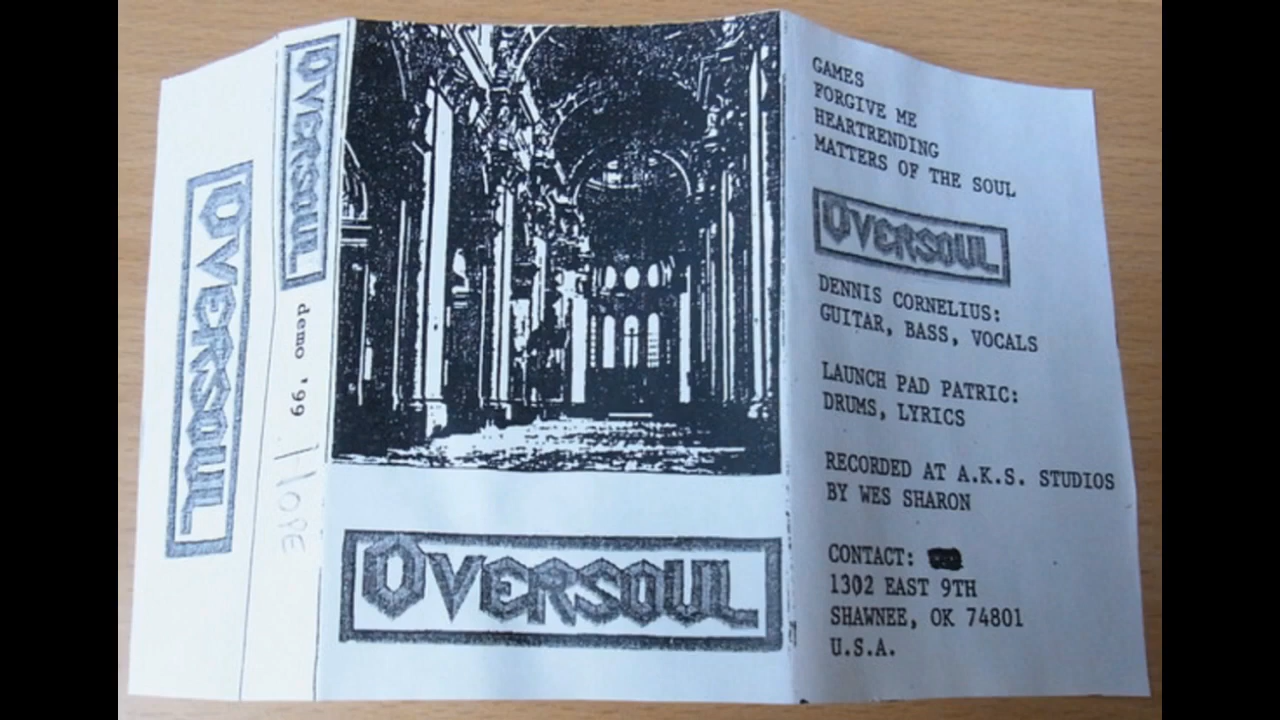 OVERSOUL
OVERSOUL
demo '99
HOPE
OVERSOUL
GAMES
FORGIVE ME
HEARTRENDING
MATTERS OF THE SOUL
OVERSOUL
DENNIS CORNELIUS:
GUITAR, BASS, VOCALS
LAUNCH PAD PATRIC:
DRUMS, LYRICS
RECORDED AT A.K.S. STUDIOS
BY WES SHARON
CONTACT:
1302 EAST 9TH
SHAWNEE, OK 74801
U.S.A.